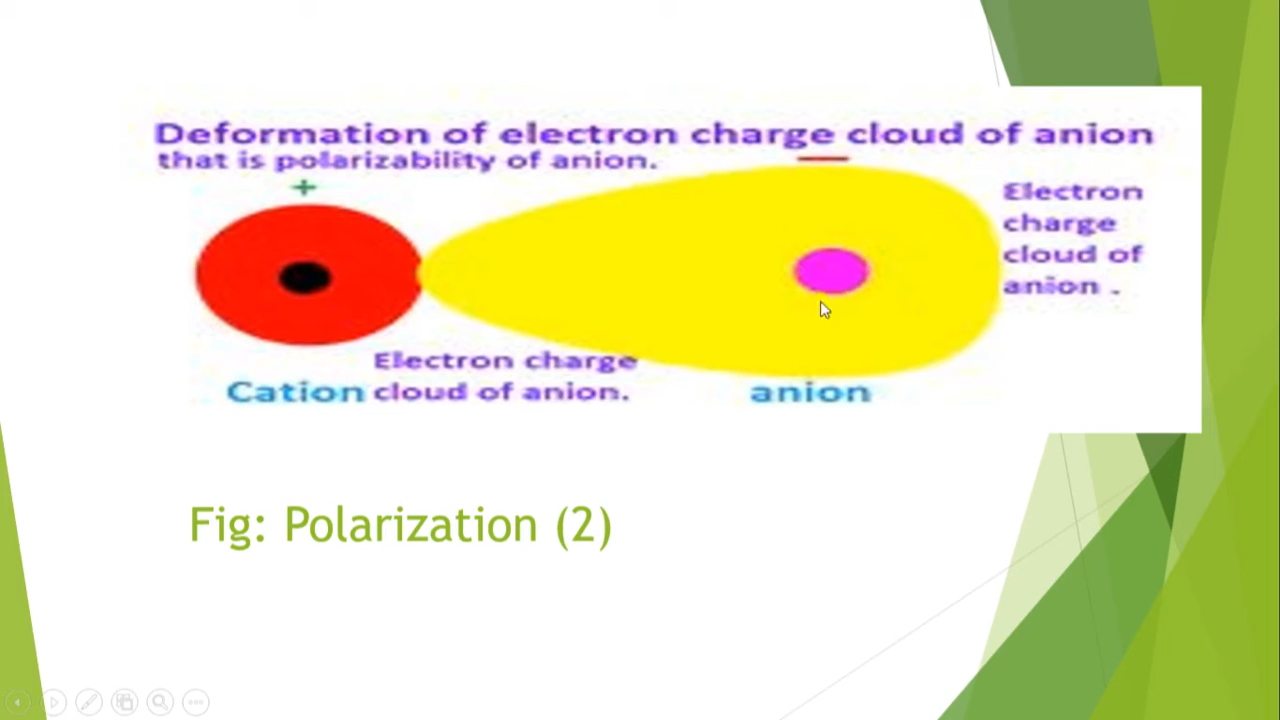 Deformation of electron charge cloud of anion
that is polarizability of anion.
+
—
Electron
charge
cloud of
anion .
Electron charge
cloud of anion.
Cation
anion
Fig: Polarization (2)